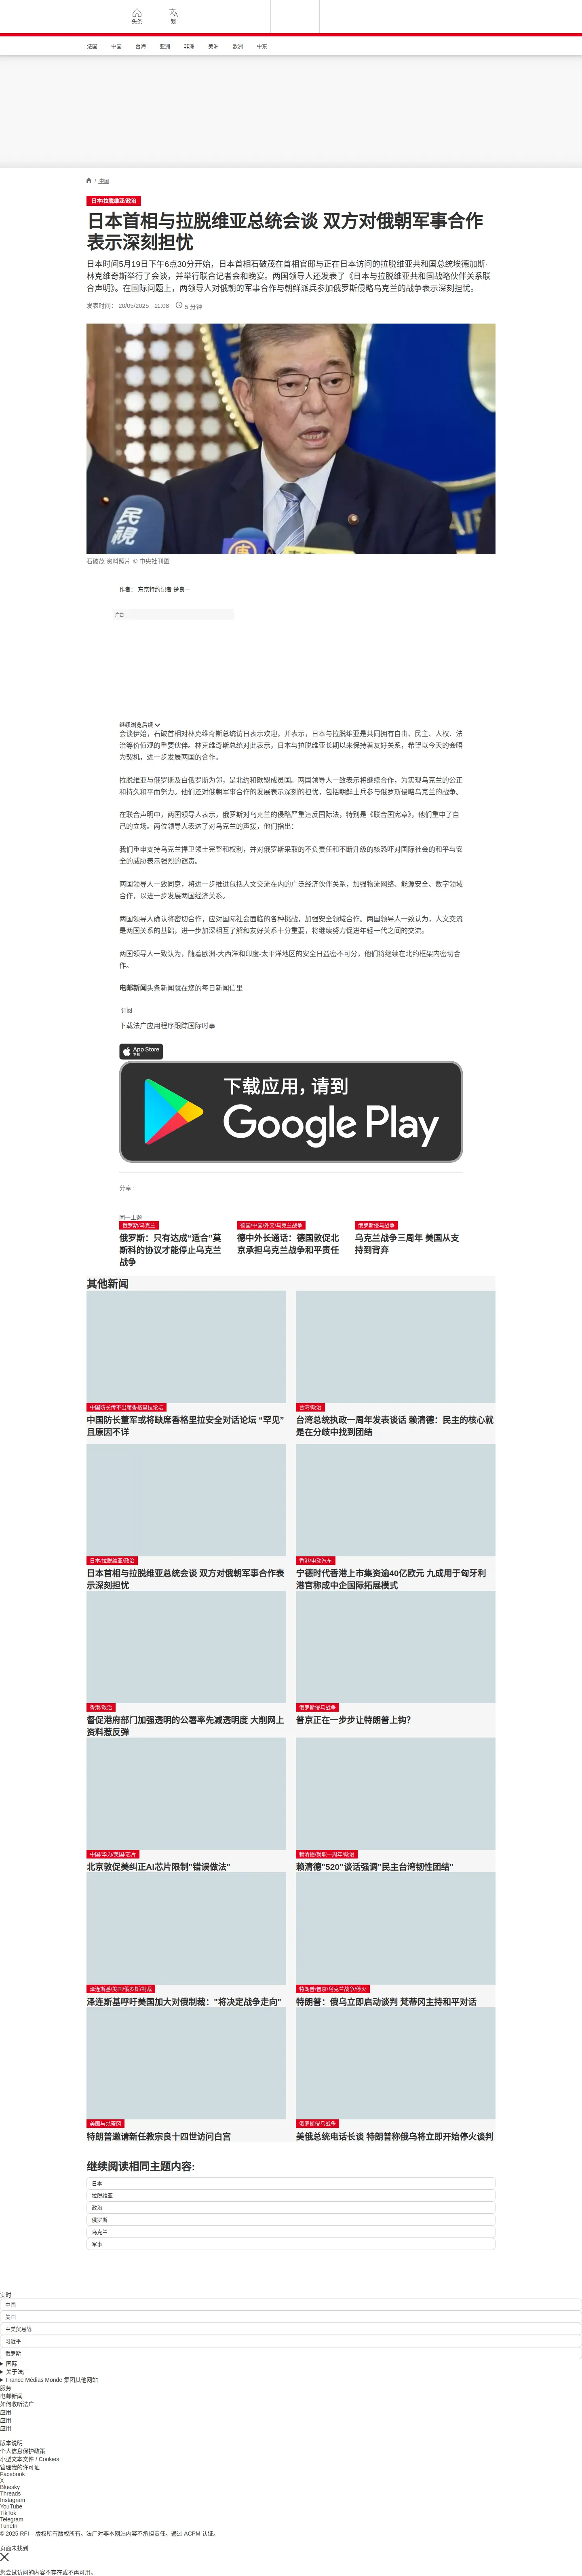 头条
繁
法国
中国
台海
亚洲
非洲
美洲
欧洲
中东
/ 中国
日本/拉脱维亚/政治
日本首相与拉脱维亚总统会谈 双方对俄朝军事合作
表示深刻担忧
日本时间5月19日下午6点30分开始，日本首相石破茂在首相官邸与正在日本访问的拉脱维亚共和国总统埃德加斯·
林克维奇斯举行了会谈，并举行联合记者会和晚宴。两国领导人还发表了《日本与拉脱维亚共和国战略伙伴关系联
合声明》。在国际问题上，两领导人对俄朝的军事合作与朝鲜派兵参加俄罗斯侵略乌克兰的战争表示深刻担忧。
发表时间： 20/05/2025 - 11:08
5 分钟
民視
石破茂 资料照片 © 中央社刊图
作者： 东京特约记者 楚良一
广告
继续浏览后续
会谈伊始，石破首相对林克维奇斯总统访日表示欢迎，并表示，日本与拉脱维亚是共同拥有自由、民主、人权、法
治等价值观的重要伙伴。林克维奇斯总统对此表示，日本与拉脱维亚长期以来保持着友好关系，希望以今天的会晤
为契机，进一步发展两国的合作。
拉脱维亚与俄罗斯及白俄罗斯为邻，是北约和欧盟成员国。两国领导人一致表示将继续合作，为实现乌克兰的公正
和持久和平而努力。他们还对俄朝军事合作的发展表示深刻的担忧，包括朝鲜士兵参与俄罗斯侵略乌克兰的战争。
在联合声明中，两国领导人表示，俄罗斯对乌克兰的侵略严重违反国际法，特别是《联合国宪章》。他们重申了自
己的立场。两位领导人表达了对乌克兰的声援，他们指出：
我们重申支持乌克兰捍卫领土完整和权利，并对俄罗斯采取的不负责任和不断升级的核恐吓对国际社会的和平与安
全的威胁表示强烈的谴责。
两国领导人一致同意，将进一步推进包括人文交流在内的广泛经济伙伴关系，加强物流网络、能源安全、数字领域
合作，以进一步发展两国经济关系。
两国领导人确认将密切合作，应对国际社会面临的各种挑战，加强安全领域合作。两国领导人一致认为，人文交流
是两国关系的基础，进一步加深相互了解和友好关系十分重要，将继续努力促进年轻一代之间的交流。
两国领导人一致认为，随着欧洲-大西洋和印度-太平洋地区的安全日益密不可分，他们将继续在北约框架内密切合
作。
电邮新闻头条新闻就在您的每日新闻信里
订阅
下载法广应用程序跟踪国际时事
App Store
下载
下载应用，请到
Google Play
分享 :
同一主题
俄罗斯/乌克兰
俄罗斯：只有达成“适合”莫
斯科的协议才能停止乌克兰
战争
德国/中国/外交/乌克兰战争
德中外长通话：德国敦促北
京承担乌克兰战争和平责任
俄罗斯侵乌战争
乌克兰战争三周年 美国从支
持到背弃
其他新闻
中国防长传不出席香格里拉论坛
中国防长董军或将缺席香格里拉安全对话论坛 “罕见”
且原因不详
台湾/政治
台湾总统执政一周年发表谈话 赖清德：民主的核心就
是在分歧中找到团结
日本/拉脱维亚/政治
日本首相与拉脱维亚总统会谈 双方对俄朝军事合作表
示深刻担忧
香港/电动汽车
宁德时代香港上市集资逾40亿欧元 九成用于匈牙利
港官称成中企国际拓展模式
香港/政治
督促港府部门加强透明的公署率先减透明度 大削网上
资料惹反弹
俄罗斯侵乌战争
普京正在一步步让特朗普上钩?
中国/华为/美国/芯片
北京敦促美纠正AI芯片限制"错误做法"
赖清德/就职一周年/政治
赖清德"520"谈话强调"民主台湾韧性团结"
泽连斯基/美国/俄罗斯/制裁
泽连斯基呼吁美国加大对俄制裁："将决定战争走向"
特朗普/普京/乌克兰战争/停火
特朗普：俄乌立即启动谈判 梵蒂冈主持和平对话
美国与梵蒂冈
特朗普邀请新任教宗良十四世访问白宫
俄罗斯侵乌战争
美俄总统电话长谈 特朗普称俄乌将立即开始停火谈判
继续阅读相同主题内容:
日本
拉脱维亚
政治
俄罗斯
乌克兰
军事
实时
中国
美国
中美贸易战
习近平
俄罗斯
国际
关于法广
France Médias Monde 集团其他网站
服务
电邮新闻
如何收听法广
应用
应用
应用
版本说明
个人信息保护政策
小型文本文件 / Cookies
管理我的许可证
Facebook
X
Bluesky
Threads
Instagram
YouTube
TikTok
Telegram
TuneIn
© 2025 RFI – 版权所有版权所有。法广对非本网站内容不承担责任。通过 ACPM 认证。
页面未找到
您尝试访问的内容不存在或不再可用。